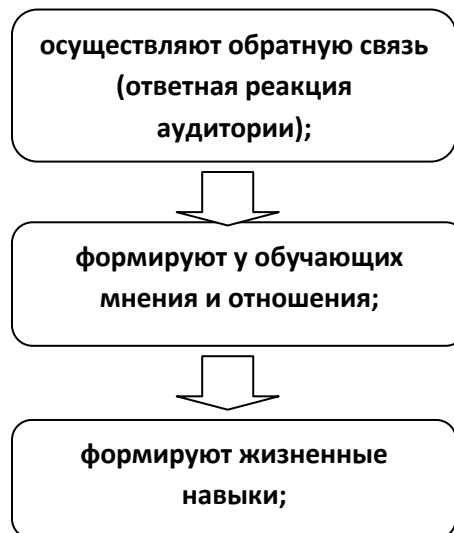 осуществляют обратную связь
(ответная реакция
аудитории);
формируют у обучающих
мнения и отношения;
формируют жизненные
навыки;